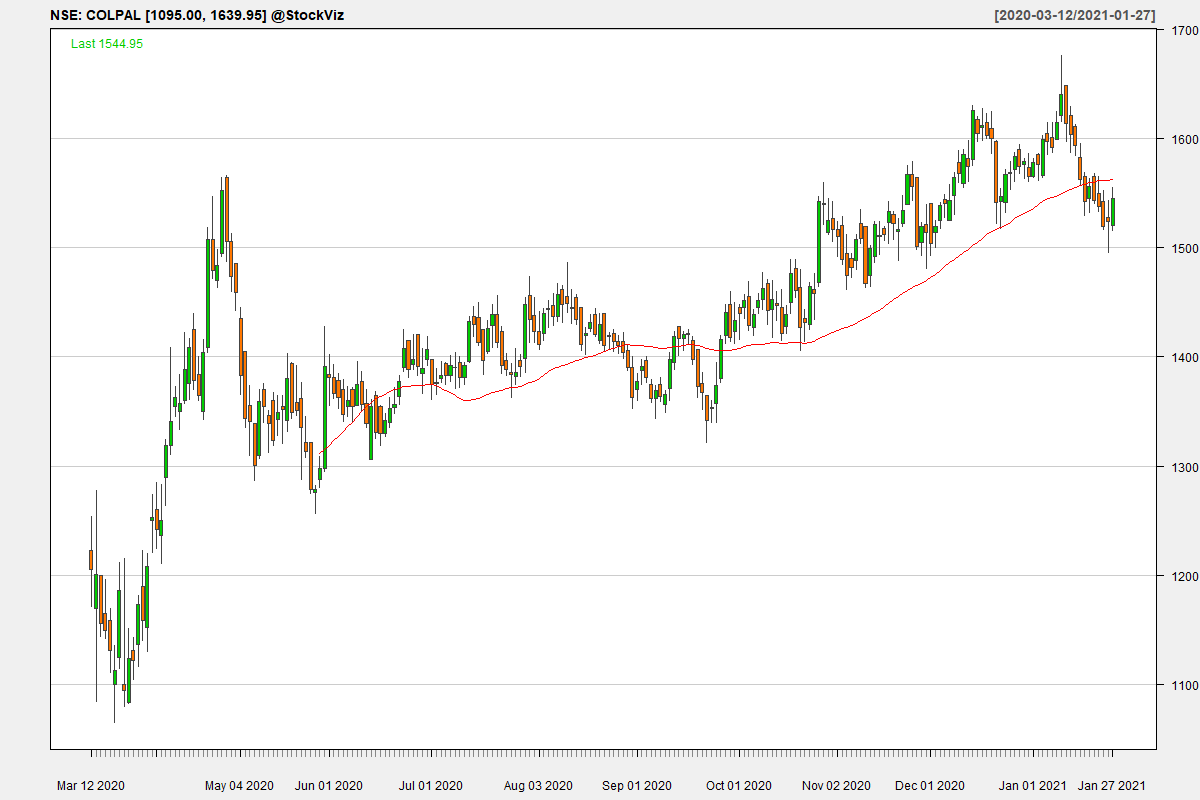 NSE: COLPAL [1095.00, 1639.95] @StockViz
[2020-03-12/2021-01-27]
Last 1544.95
1700
1600
1500
1400
1300
1200
1100
Mar 12 2020
May 04 2020
Jun 01 2020
Jul 01 2020
Aug 03 2020
Sep 01 2020
Oct 01 2020
Nov 02 2020
Dec 01 2020
Jan 01 2021
Jan 27 2021